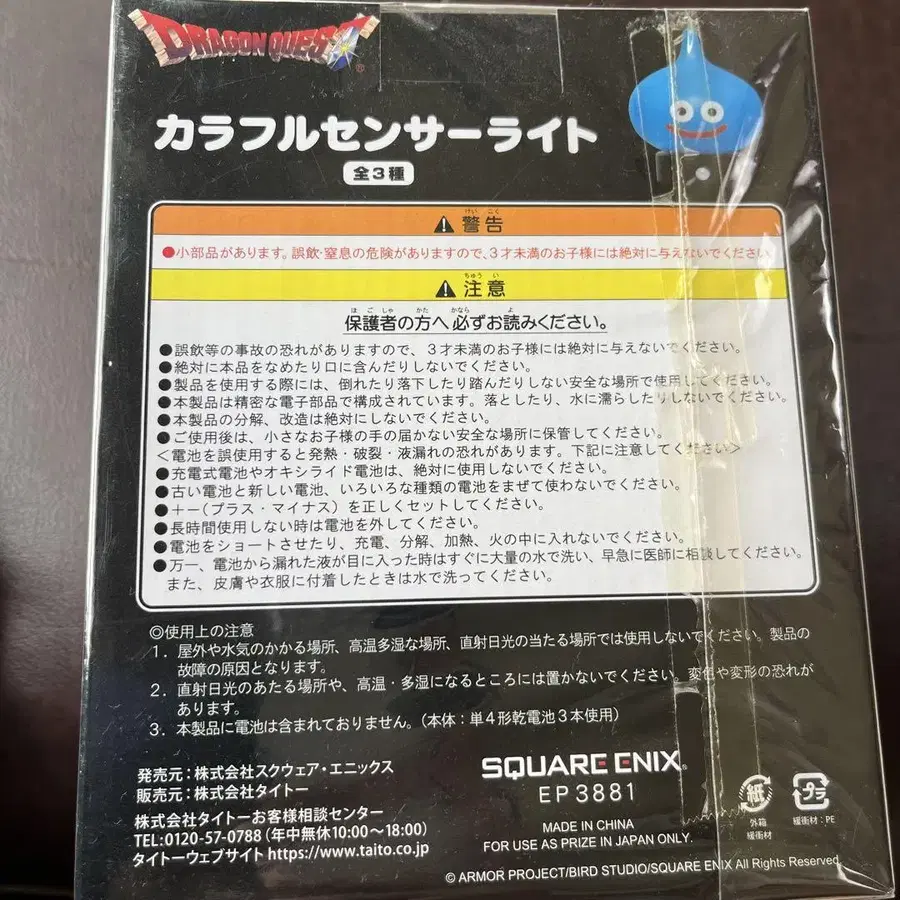 DRAGON QUEST®
カラフルセンサーライト
全3種
けい こく
⚠警告
●小部品があります。誤飲・窒息の危険がありますので、3才未満のお子様には絶対に与えないでください。
ちゅう い
⚠注意
ほ ご しゃ かた かなら よ
保護者の方へ必ずお読みください。
●誤飲等の事故の恐れがありますので、3才未満のお子様には絶対に与えないでください。
●絶対に本品をなめたり口に含んだりしないでください。
●製品を使用する際には、倒れたり落下したり踏んだりしない安全な場所で使用してください。
●本製品は精密な電子部品で構成されています。落としたり、水に濡らしたりしないでください。
●本製品の分解、改造は絶対にしないでください。
●ご使用後は、小さなお子様の手の届かない安全な場所に保管してください。
<電池を誤使用すると発熱・破裂・液漏れの恐れがあります。下記に注意してください>
●充電式電池やオキシライド電池は、絶対に使用しないでください。
●古い電池と新しい電池、いろいろな種類の電池をまぜて使わないでください。
●+-(プラス・マイナス)を正しくセットしてください。
●長時間使用しない時は電池を外してください。
●電池をショートさせたり、充電、分解、加熱、火の中に入れないでください。
●万一、電池から漏れた液が目に入った時はすぐに大量の水で洗い、早急に医師に相談してください。
また、皮膚や衣服に付着したときは水で洗ってください。
◎使用上の注意
1. 屋外や水気のかかる場所、高温多湿な場所、直射日光の当たる場所では使用しないでください。製品の
故障の原因となります。
2. 直射日光のあたる場所や、高温・多湿になるところには置かないでください。変色や変形の恐れが
あります。
3. 本製品に電池は含まれておりません。(本体:単4形乾電池3本使用)
発売元:株式会社スクウェア・エニックス
販売元:株式会社タイトー
株式会社タイトーお客様相談センター
TEL:0120-57-0788(年中無休10:00~18:00)
タイトーウェブサイト https://www.taito.co.jp
SQUARE ENIX®
EP3881
MADE IN CHINA
FOR USE AS PRIZE IN JAPAN ONLY.
紙
外箱
緩衝材
プラ
緩衝材:PE
© ARMOR PROJECT/BIRD STUDIO/SQUARE ENIX All Rights Reserved.